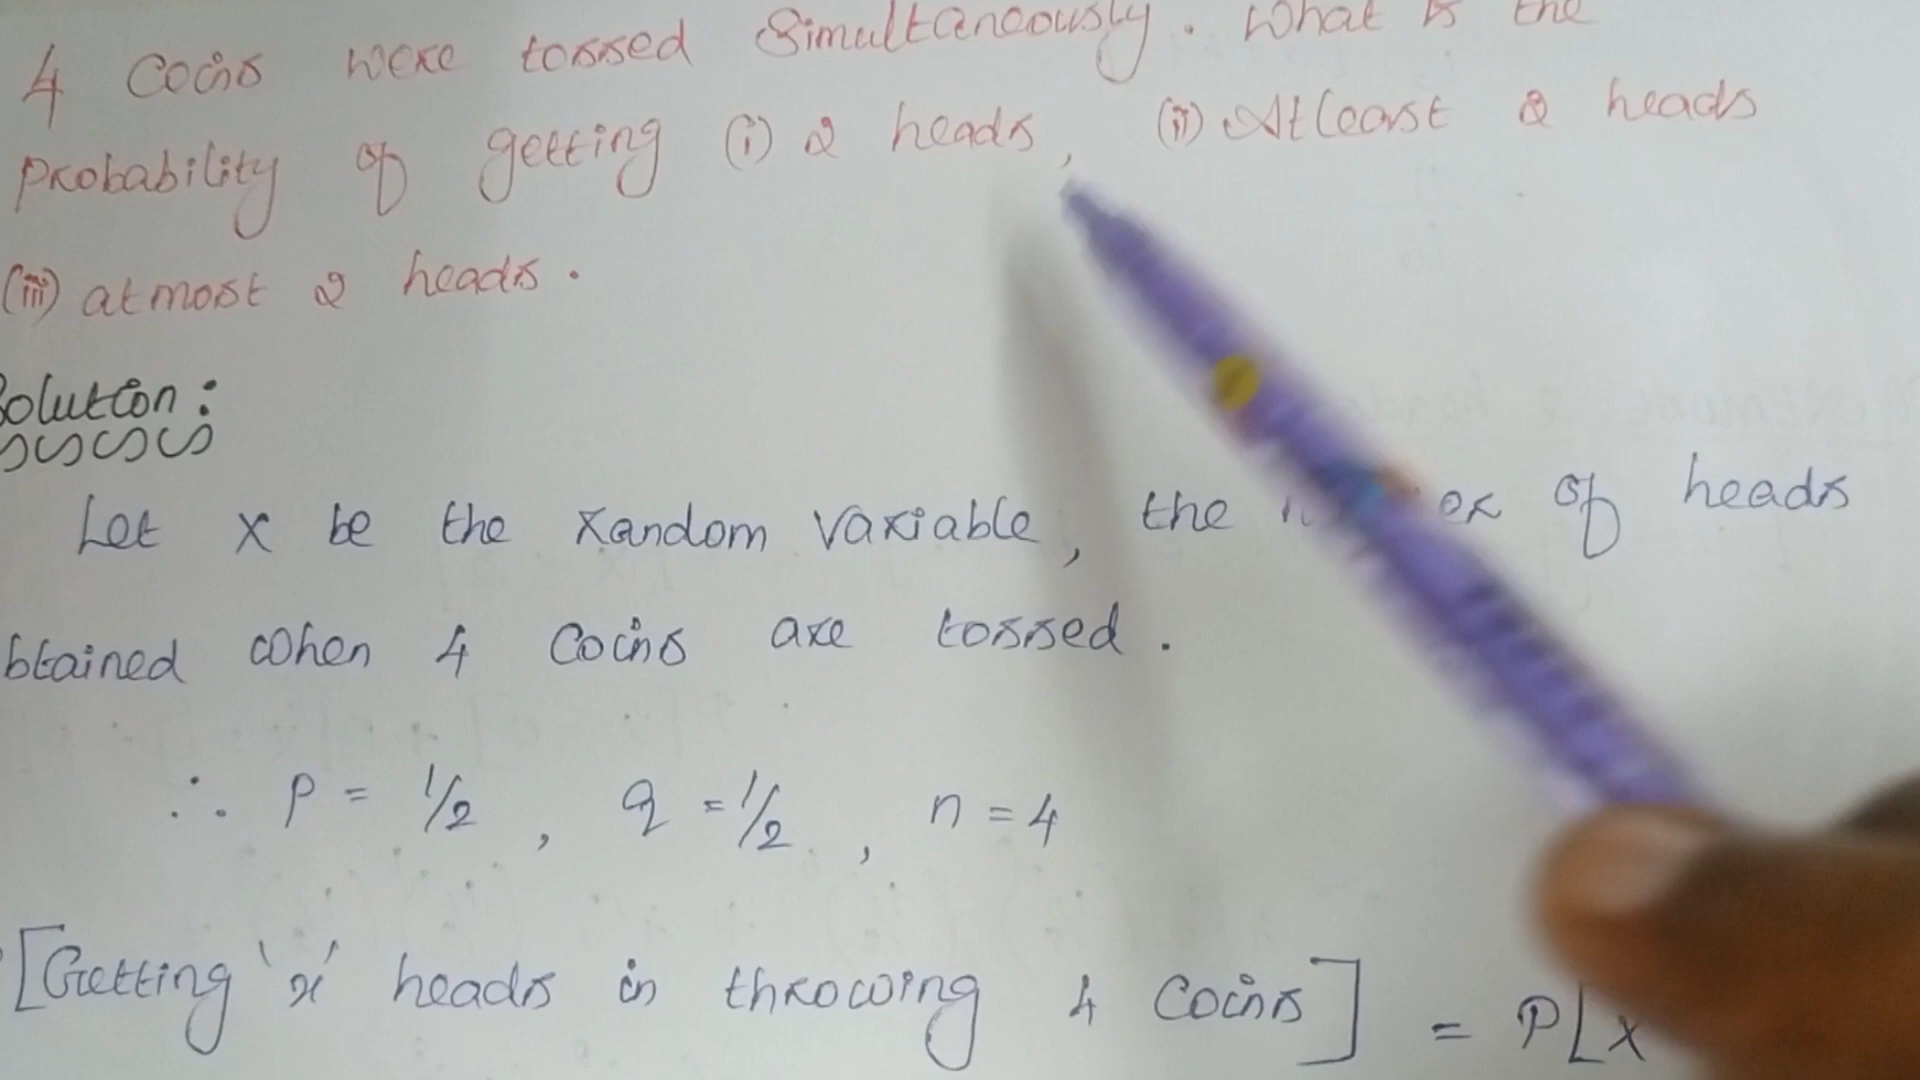 4 Coins were tossed Simultaneously. What is the
Probability of getting (i) 2 heads, (ii) Atleast 2 heads
(iii) atmost 2 heads.
Solution:
Let X be the random variable, the of heads
btained when 4 Coins are tossed.
∴ P = 1/2, q = 1/2, n = 4
[Getting 'x' heads in throwing 4 Coins] = P[X